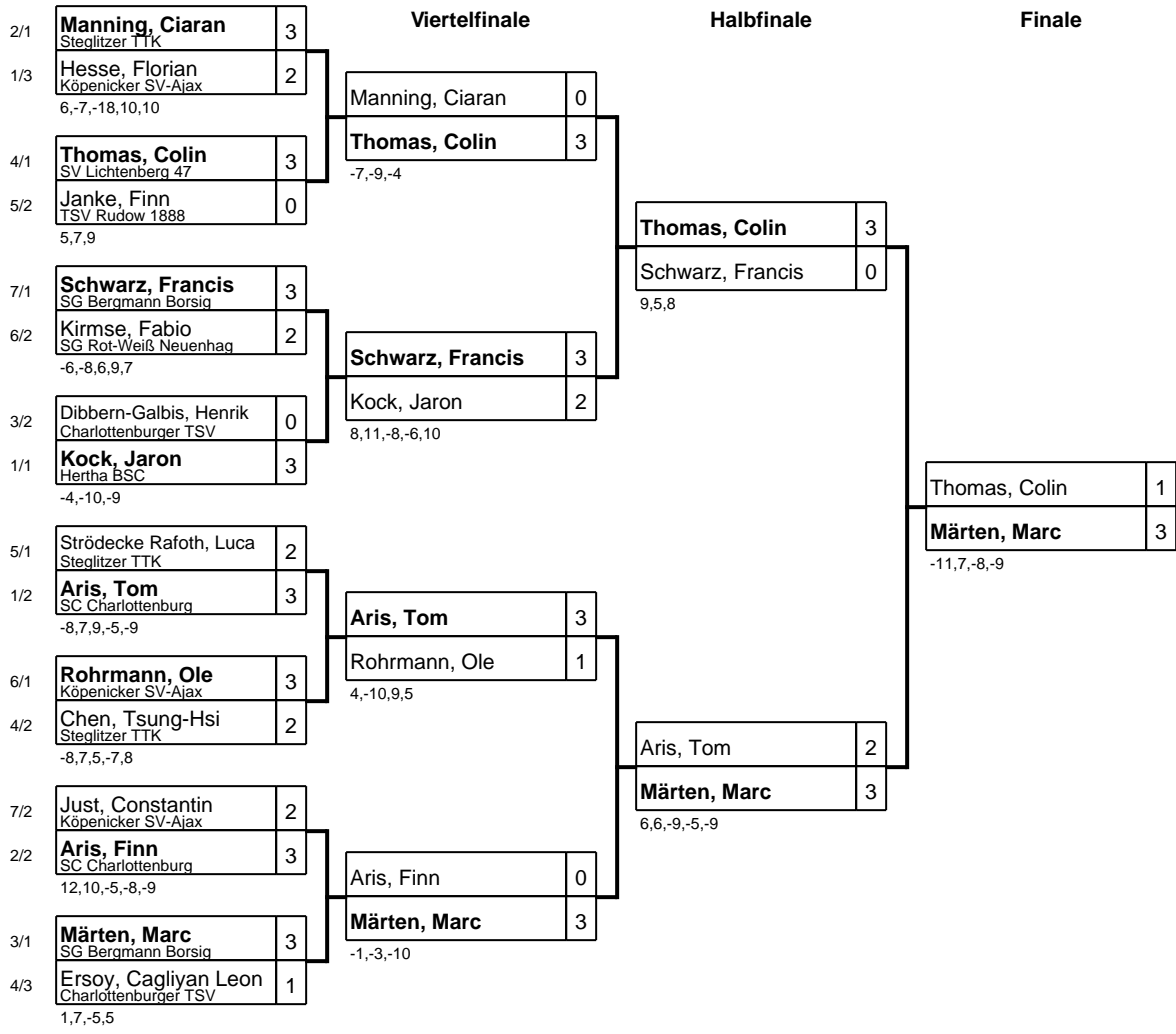 Viertelfinale
Halbfinale
Finale
2/1 Manning, Ciaran 3
Steglitzer TTK
1/3 Hesse, Florian 2
Köpenicker SV-Ajax
6,-7,-18,10,10
4/1 Thomas, Colin 3
SV Lichtenberg 47
5/2 Janke, Finn 0
TSV Rudow 1888
5,7,9
7/1 Schwarz, Francis 3
SG Bergmann Borsig
6/2 Kirmse, Fabio 2
SG Rot-Weiß Neuenhag
-6,-8,6,9,7
3/2 Dibbern-Galbis, Henrik 0
Charlottenburger TSV
1/1 Kock, Jaron 3
Hertha BSC
-4,-10,-9
5/1 Strödecke Rafoth, Luca 2
Steglitzer TTK
1/2 Aris, Tom 3
SC Charlottenburg
-8,7,9,-5,-9
6/1 Rohrmann, Ole 3
Köpenicker SV-Ajax
4/2 Chen, Tsung-Hsi 2
Steglitzer TTK
-8,7,5,-7,8
7/2 Just, Constantin 2
Köpenicker SV-Ajax
2/2 Aris, Finn 3
SC Charlottenburg
12,10,-5,-8,-9
3/1 Märten, Marc 3
SG Bergmann Borsig
4/3 Ersoy, Cagliyan Leon 1
Charlottenburger TSV
1,7,-5,5
Manning, Ciaran 0
Thomas, Colin 3
-7,-9,-4
Schwarz, Francis 3
Kock, Jaron 2
8,11,-8,-6,10
Aris, Tom 3
Rohrmann, Ole 1
4,-10,9,5
Aris, Finn 0
Märten, Marc 3
-1,-3,-10
Thomas, Colin 3
Schwarz, Francis 0
9,5,8
Aris, Tom 2
Märten, Marc 3
6,6,-9,-5,-9
Thomas, Colin 1
Märten, Marc 3
-11,7,-8,-9